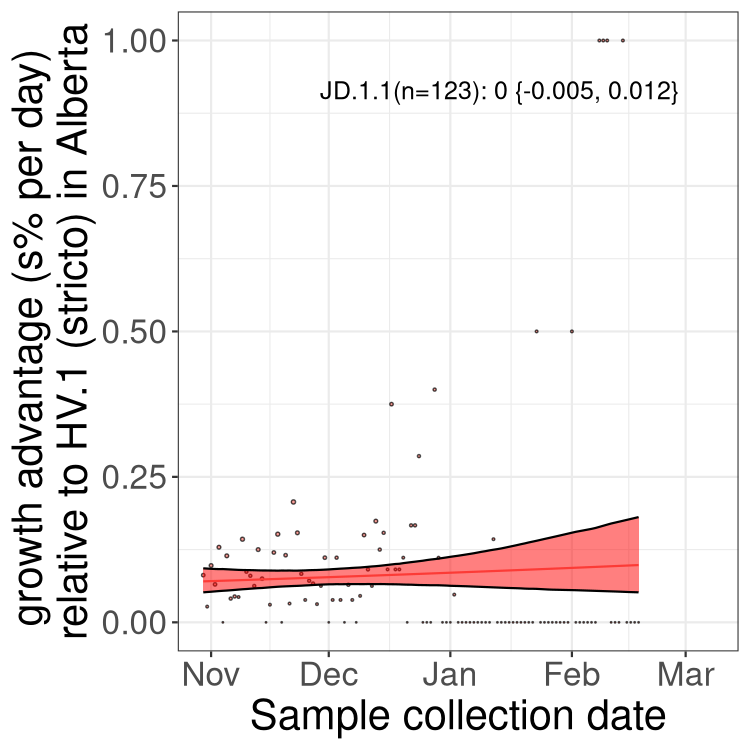 growth advantage (s% per day)
relative to HV.1 (stricto) in Alberta
1.00
JD.1.1(n=123): 0 {-0.005, 0.012}
0.75
0.50
0.25
0.00
Nov Dec Jan Feb Mar
Sample collection date